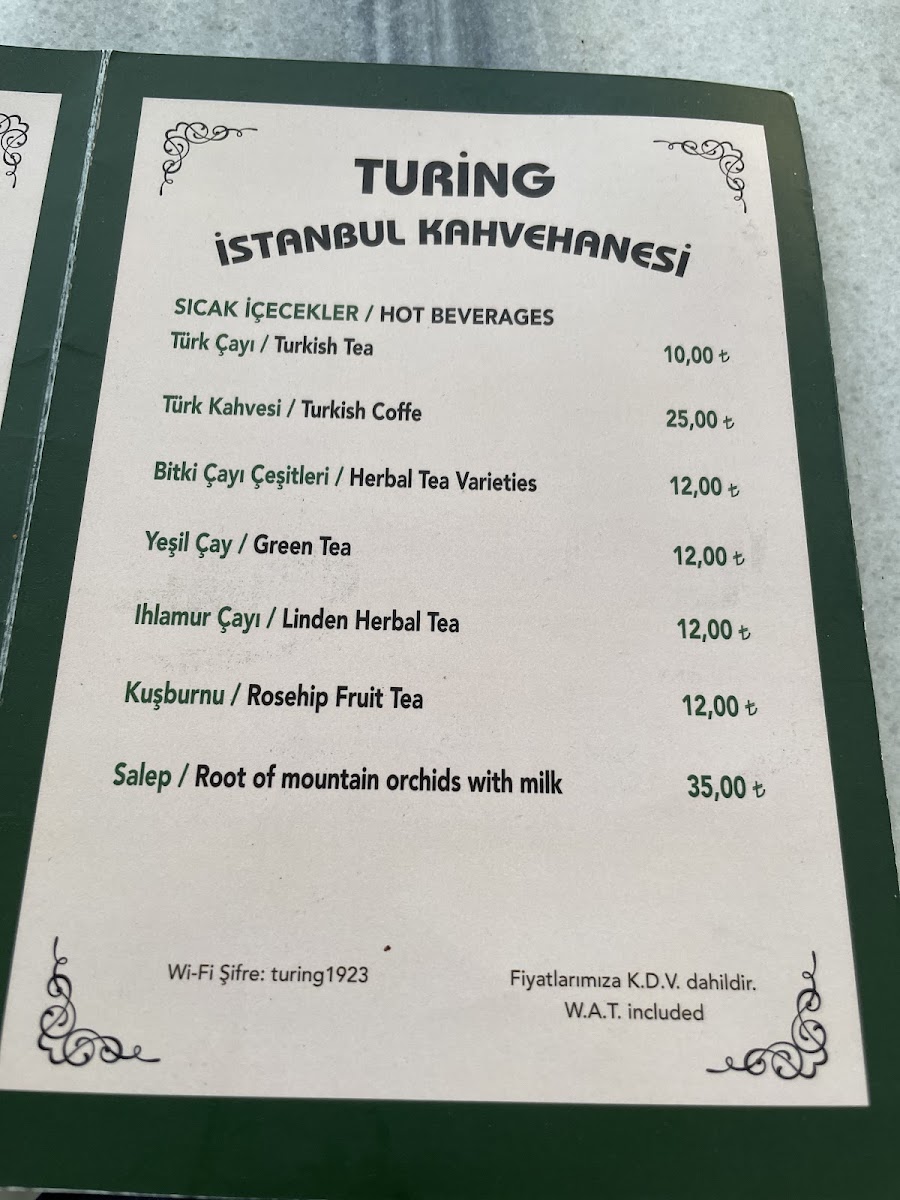 TURİNG
İSTANBUL KAHVEHANESİ
SICAK İÇECEKLER / HOT BEVERAGES
Türk Çayı / Turkish Tea 10,00 ₺
Türk Kahvesi / Turkish Coffe 25,00 ₺
Bitki Çayı Çeşitleri / Herbal Tea Varieties 12,00 ₺
Yeşil Çay / Green Tea 12,00 ₺
Ihlamur Çayı / Linden Herbal Tea 12,00 ₺
Kuşburnu / Rosehip Fruit Tea 12,00 ₺
Salep / Root of mountain orchids with milk 35,00 ₺
Wi-Fi Şifre: turing1923
Fiyatlarımıza K.D.V. dahildir.
W.A.T. included